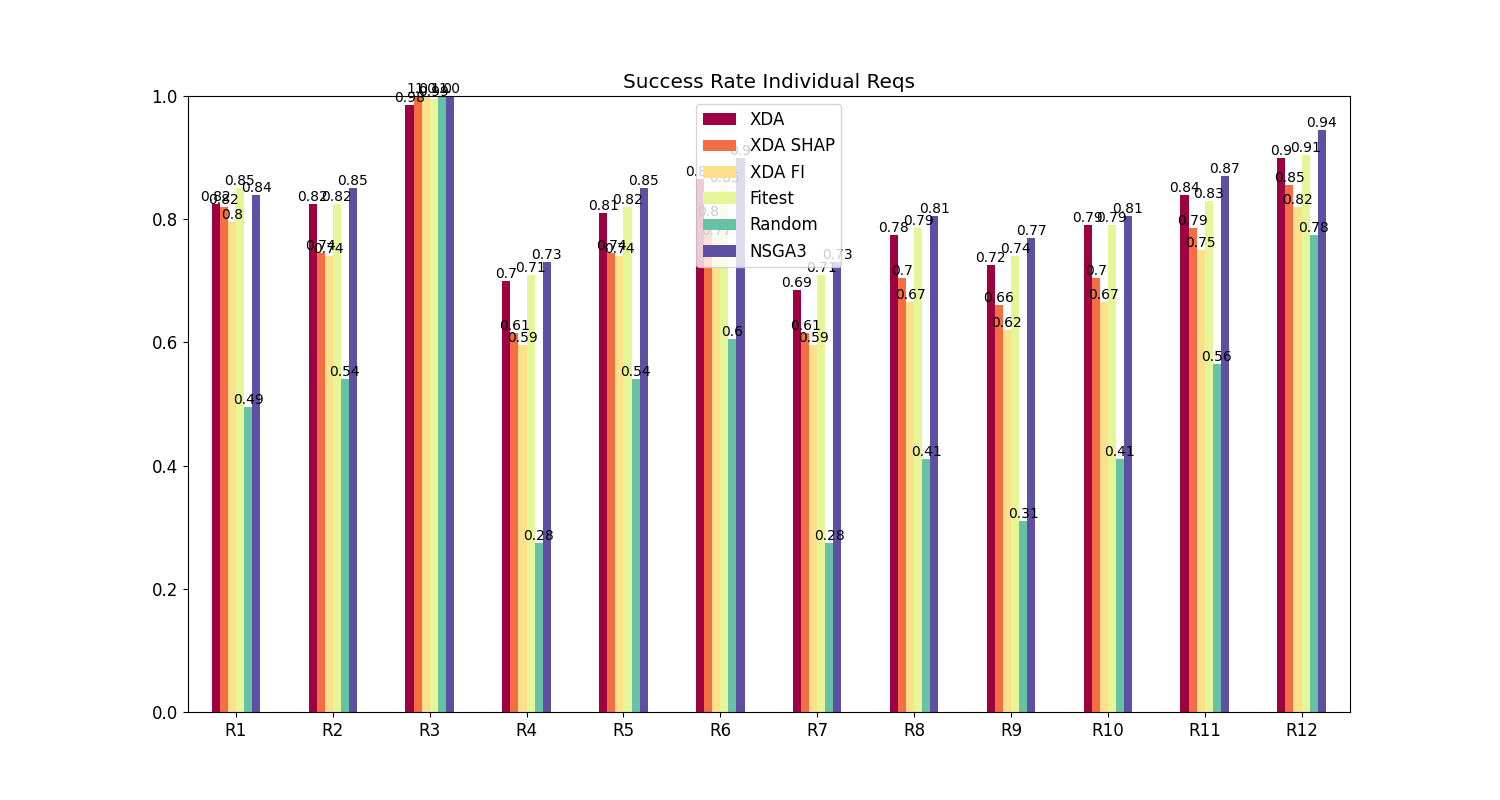 Success Rate Individual Reqs
XDA
XDA SHAP
XDA FI
Fitest
Random
NSGA3
1.0
0.8
0.6
0.4
0.2
0.0
0.82 0.82 0.8 0.85 0.49 0.84
0.82 0.74 0.74 0.82 0.54 0.85
0.98 0.99 1.00
0.7 0.61 0.59 0.71 0.28 0.73
0.81 0.74 0.74 0.82 0.54 0.85
0.8 0.77 0.6
0.69 0.61 0.59 0.71 0.28 0.73
0.78 0.7 0.67 0.79 0.41 0.81
0.72 0.66 0.62 0.74 0.31 0.77
0.79 0.7 0.67 0.79 0.41 0.81
0.84 0.79 0.75 0.83 0.56 0.87
0.9 0.85 0.82 0.91 0.78 0.94
R1 R2 R3 R4 R5 R6 R7 R8 R9 R10 R11 R12